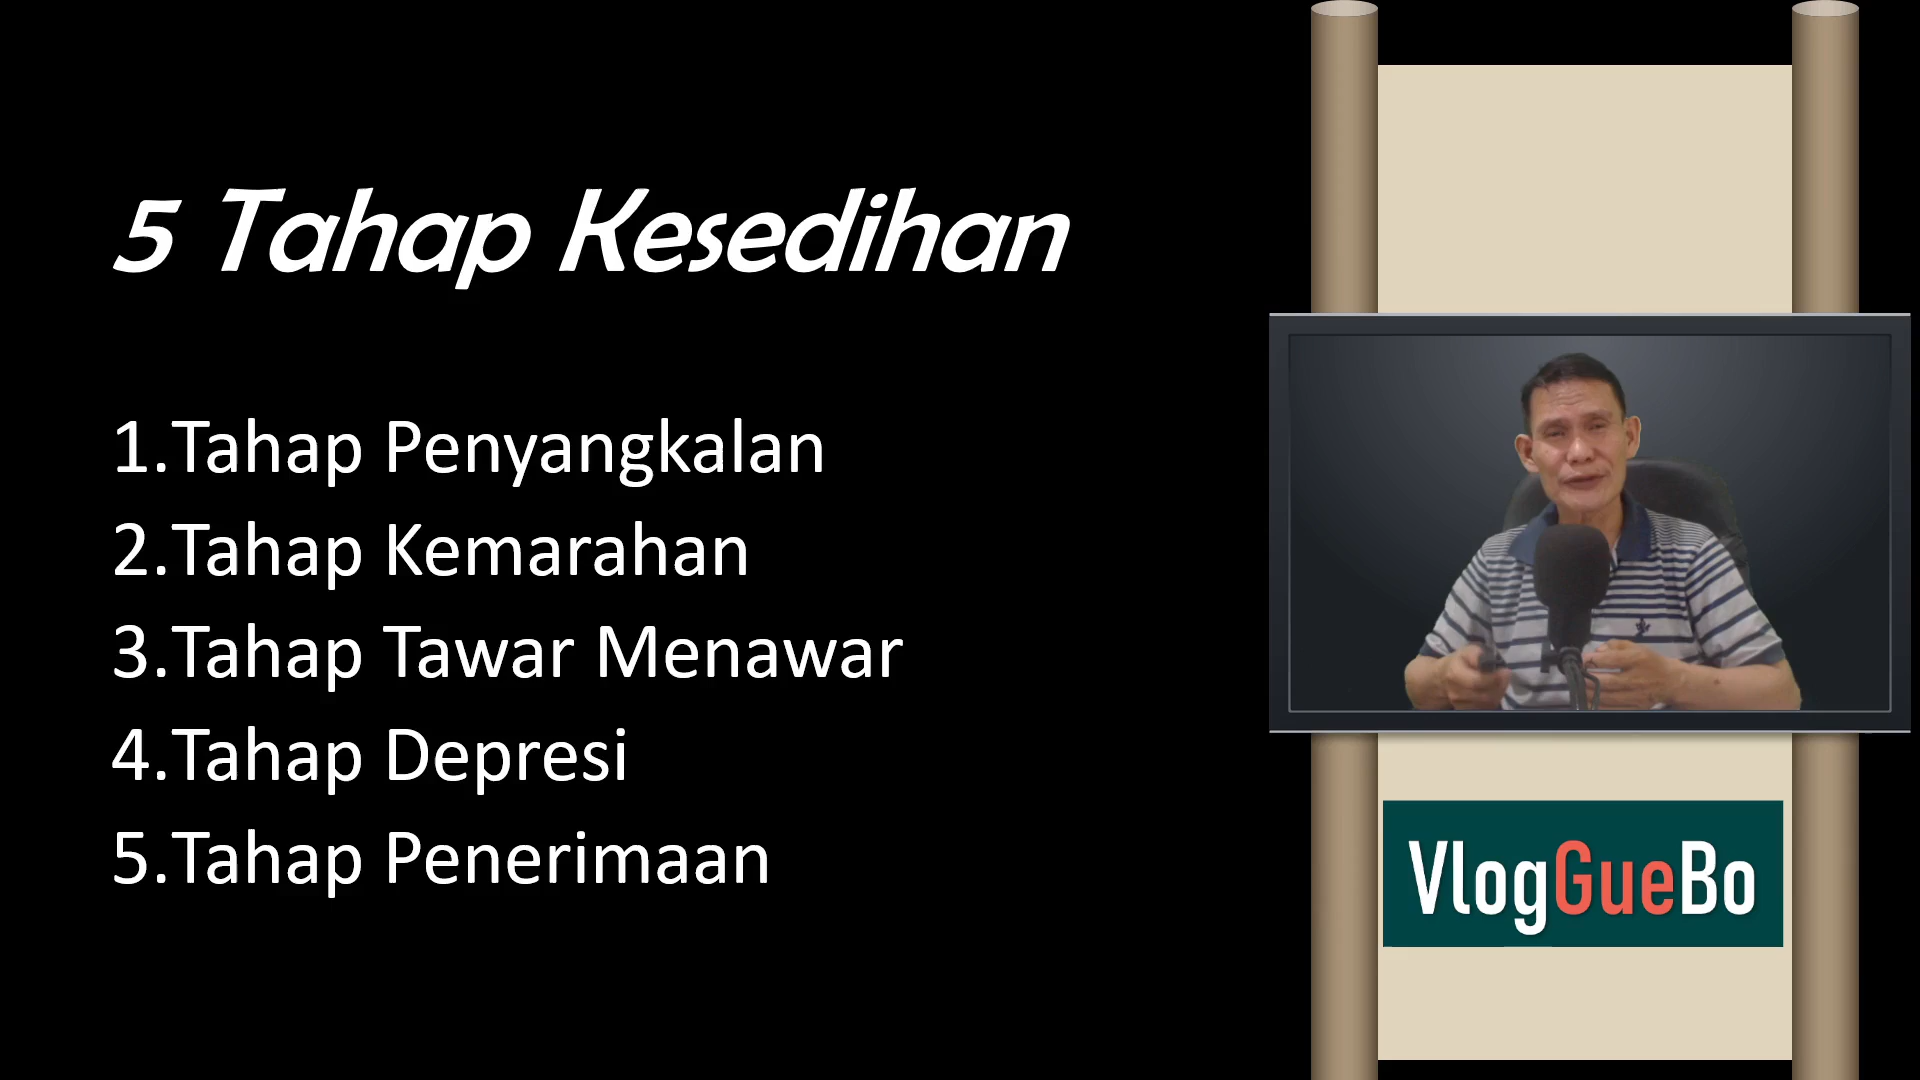 5 Tahap Kesedihan
1.Tahap Penyangkalan
2.Tahap Kemarahan
3.Tahap Tawar Menawar
4.Tahap Depresi
5.Tahap Penerimaan
VlogGueBo